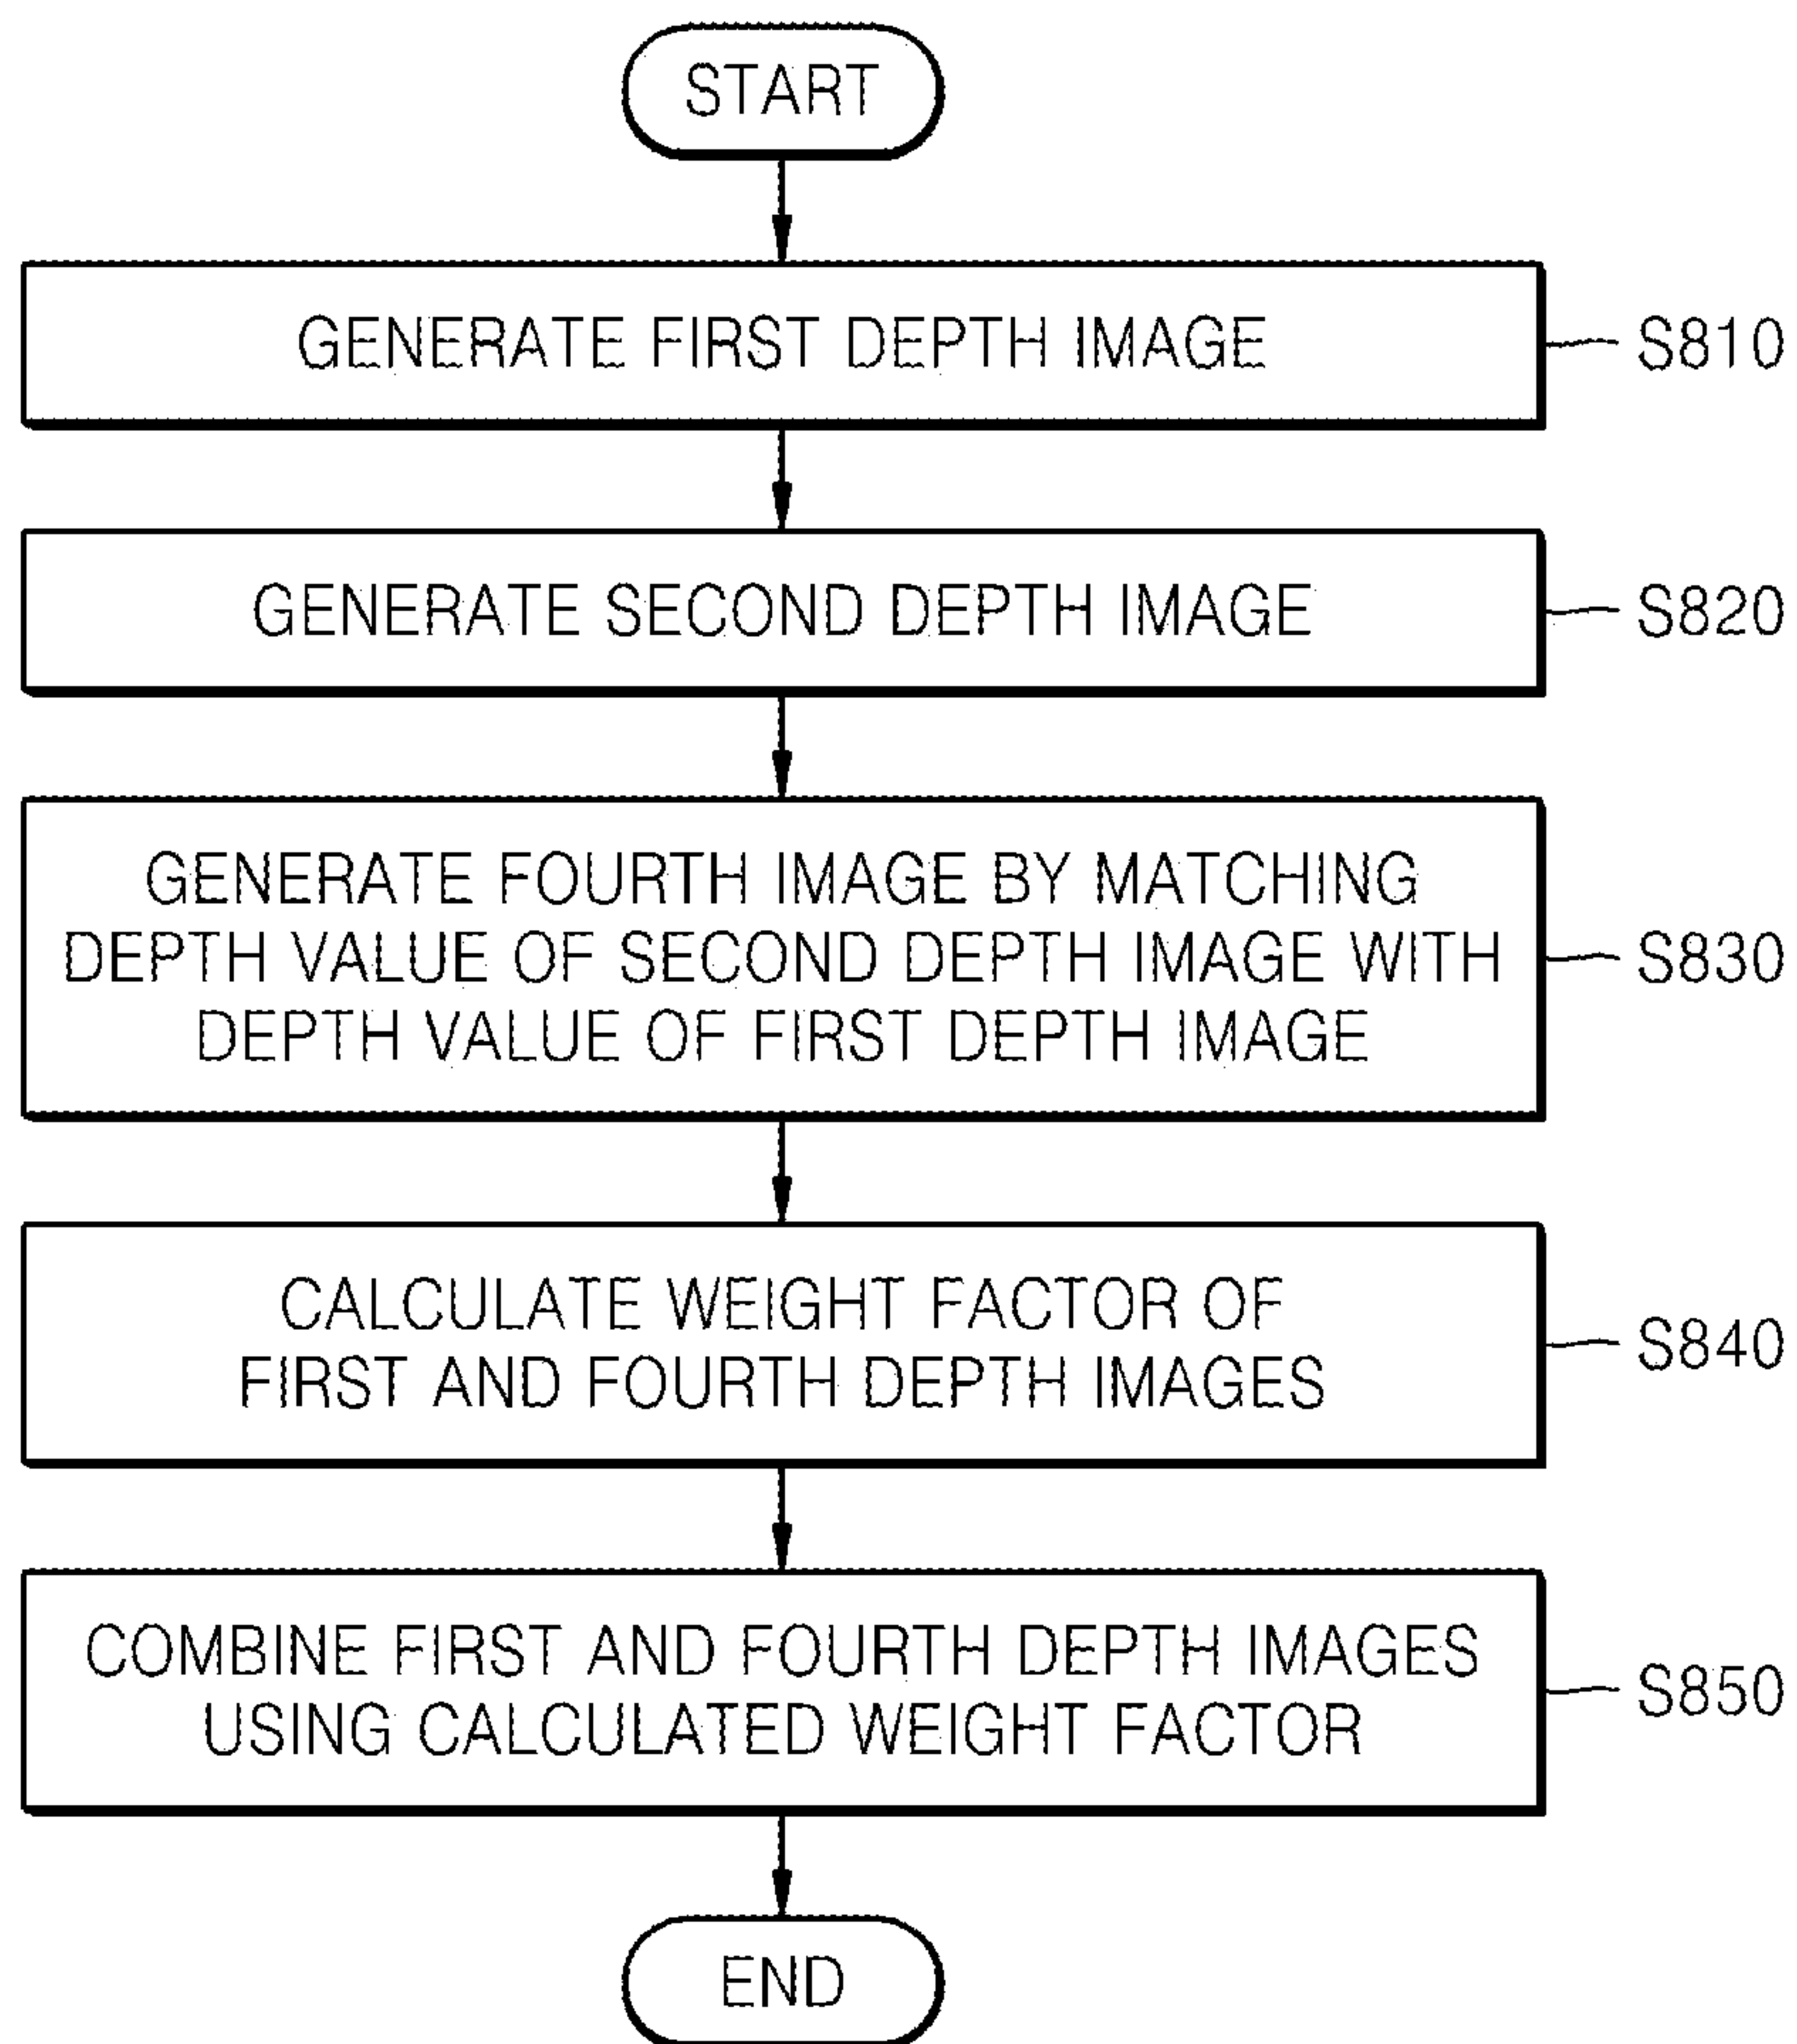 START
GENERATE FIRST DEPTH IMAGE
S810
GENERATE SECOND DEPTH IMAGE
S820
GENERATE FOURTH IMAGE BY MATCHING
DEPTH VALUE OF SECOND DEPTH IMAGE WITH
DEPTH VALUE OF FIRST DEPTH IMAGE
S830
CALCULATE WEIGHT FACTOR OF
FIRST AND FOURTH DEPTH IMAGES
S840
COMBINE FIRST AND FOURTH DEPTH IMAGES
USING CALCULATED WEIGHT FACTOR
S850
END